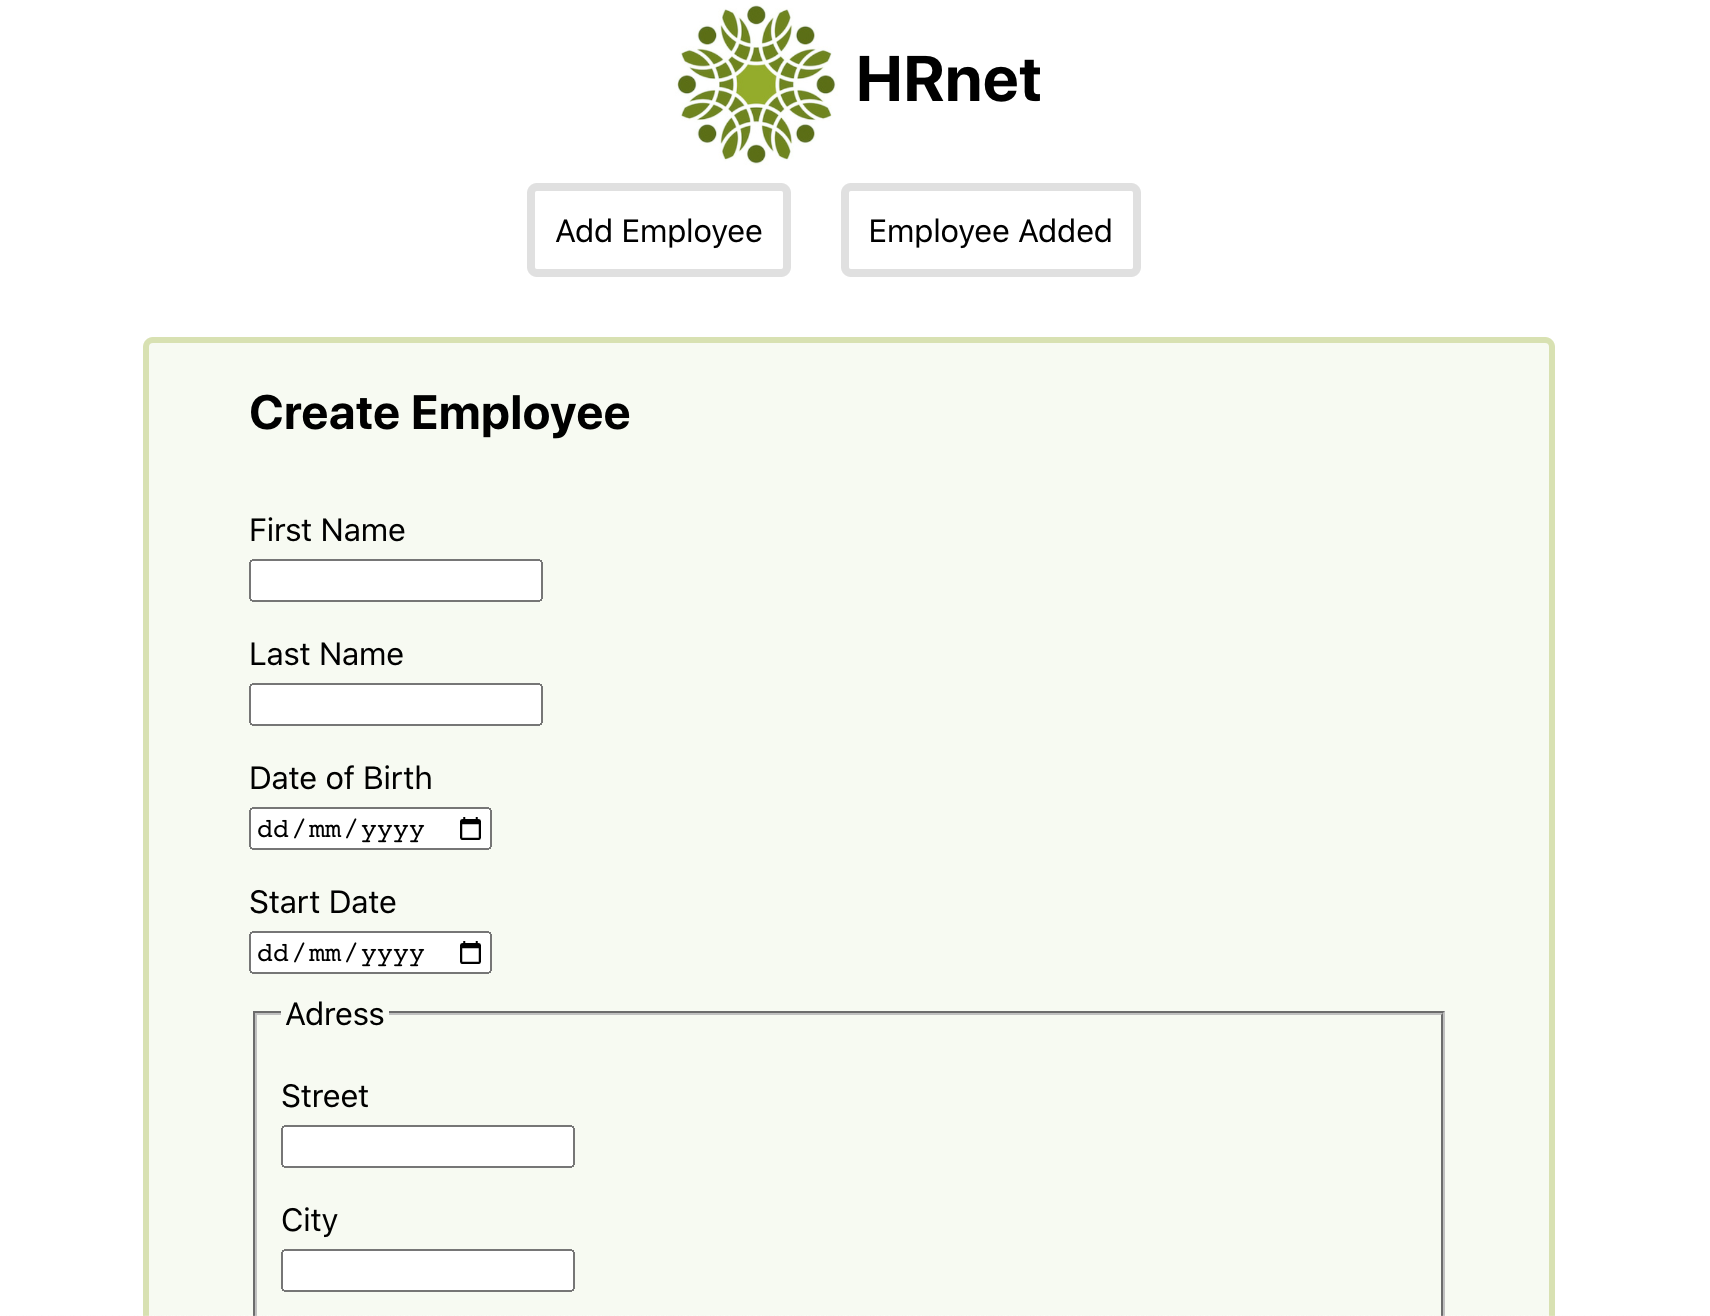 HRnet
Add Employee
Employee Added
Create Employee
First Name
Last Name
Date of Birth
dd/mm/yyyy
Start Date
dd/mm/yyyy
Adress
Street
City